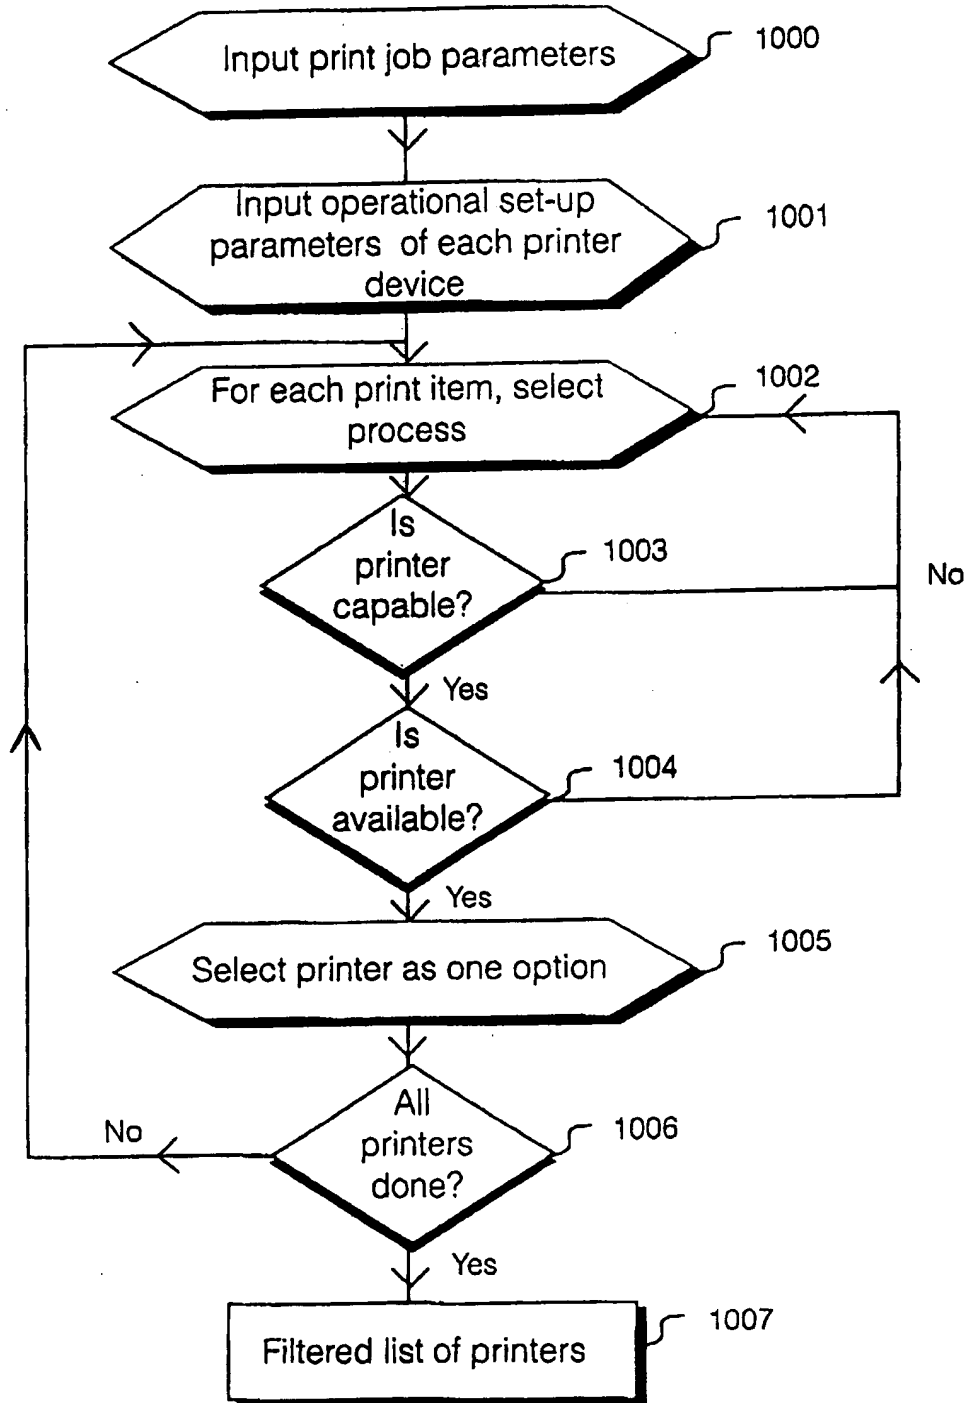 Input print job parameters
1000
Input operational set-up
parameters of each printer
device
1001
For each print item, select
process
1002
Is
printer
capable?
1003
No
Yes
Is
printer
available?
1004
Yes
Select printer as one option
1005
All
printers
done?
1006
No
Yes
Filtered list of printers
1007